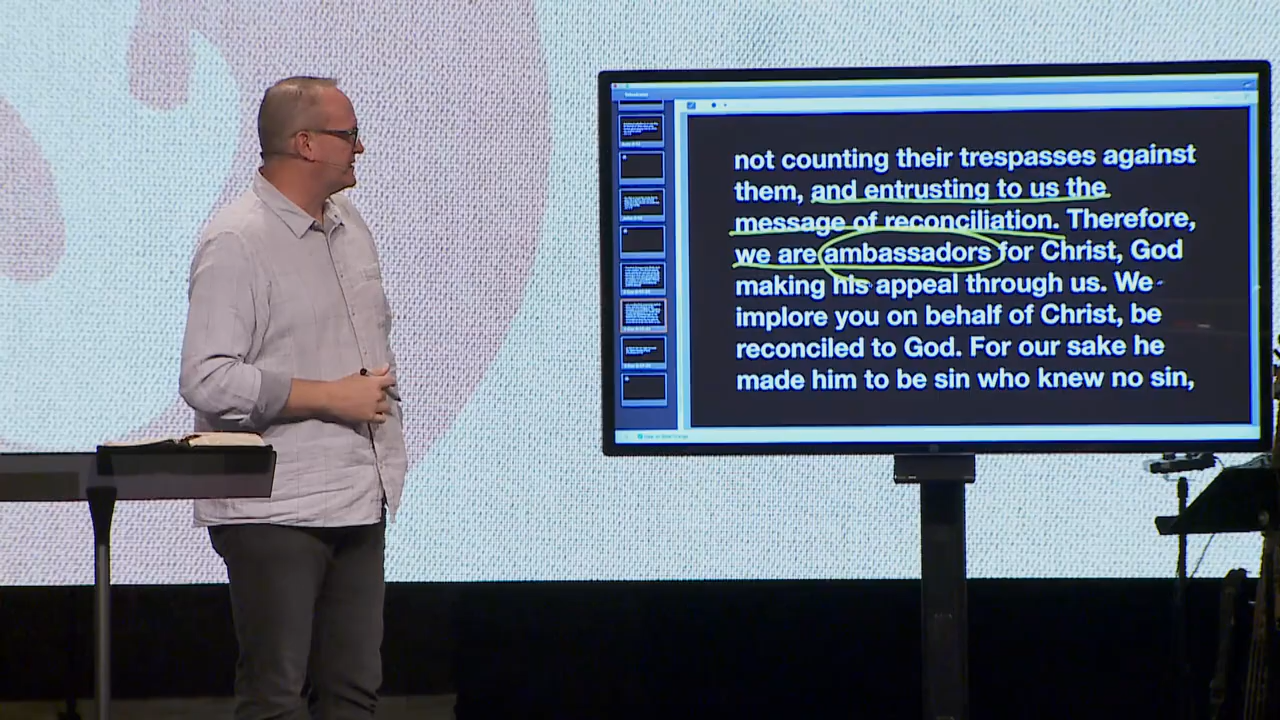 not counting their trespasses against
them, and entrusting to us the
message of reconciliation. Therefore,
we are ambassadors for Christ, God
making his appeal through us. We
implore you on behalf of Christ, be
reconciled to God. For our sake he
made him to be sin who knew no sin,